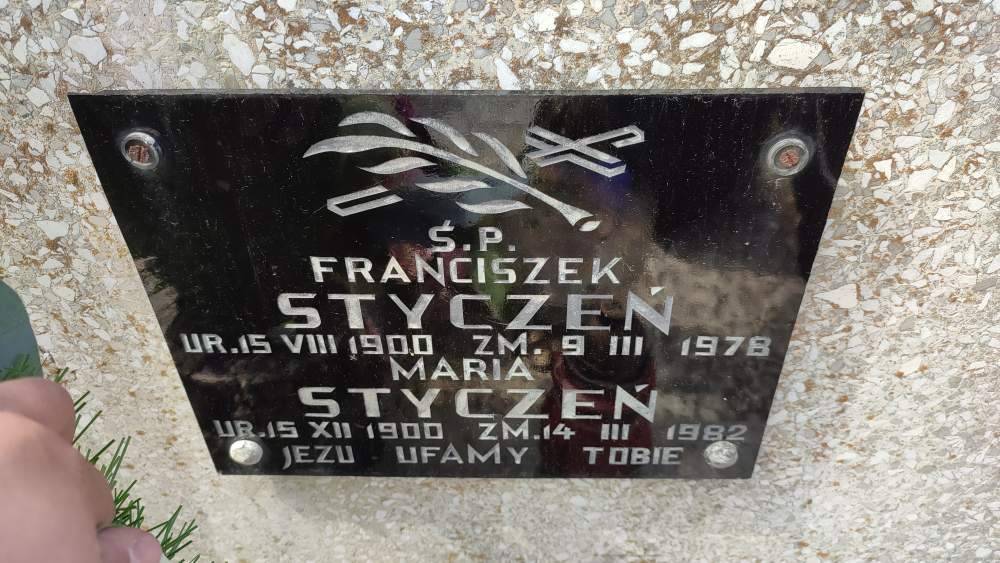 Ś.P.
FRANCISZEK
STYCZEŃ
UR.15 VIII 1900 ZM. 9 III 1978
MARIA
STYCZEŃ
UR.15 XII 1900 ZM.14 III 1982
JEZU UFAMY TOBIE